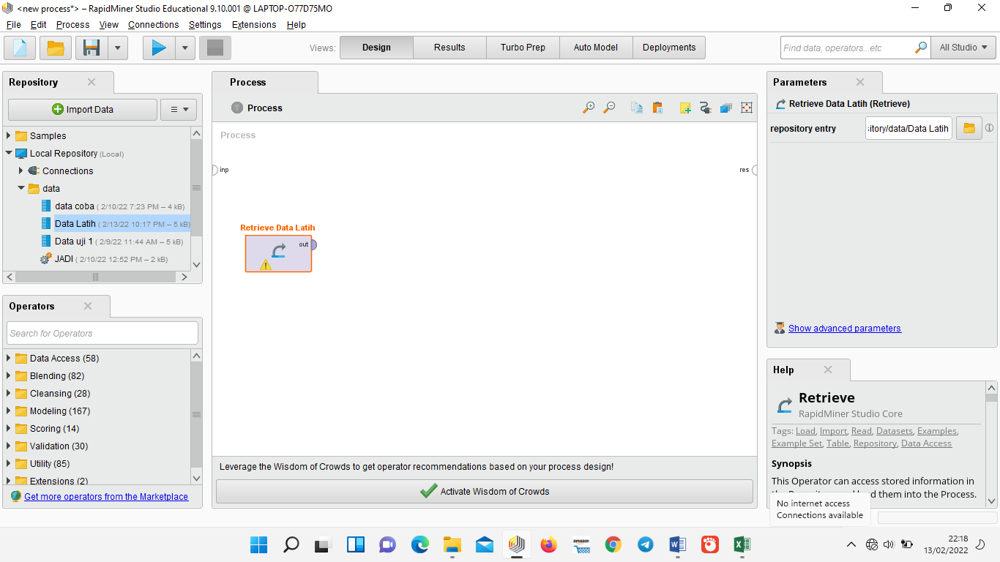 <new process*> – RapidMiner Studio Educational 9.10.001 @ LAPTOP-O77D75MO
File Edit Process View Connections Settings Extensions Help
Views: Design Results Turbo Prep Auto Model Deployments
Find data, operators...etc
All Studio
Repository
Import Data
Samples
Local Repository (Local)
Connections
data
data coba ( 2/10/22 7:23 PM – 4 kB)
Data Latih ( 2/13/22 10:17 PM – 5 kB)
Data uji 1 ( 2/9/22 11:44 AM – 5 kB)
JADI ( 2/10/22 12:52 PM – 2 kB)
Operators
Search for Operators
Data Access (58)
Blending (82)
Cleansing (28)
Modeling (167)
Scoring (14)
Validation (30)
Utility (85)
Extensions (2)
Get more operators from the Marketplace
Process
Process
Process
inp
res
Retrieve Data Latih
out
Leverage the Wisdom of Crowds to get operator recommendations based on your process design!
Activate Wisdom of Crowds
Parameters
Retrieve Data Latih (Retrieve)
repository entry
itory/data/Data Latih
Show advanced parameters
Help
Retrieve
RapidMiner Studio Core
Tags: Load, Import, Read, Datasets, Examples,
Example Set, Table, Repository, Data Access
Synopsis
This Operator can access stored information in
them into the Process.
No internet access
Connections available
amazon
22:18
13/02/2022